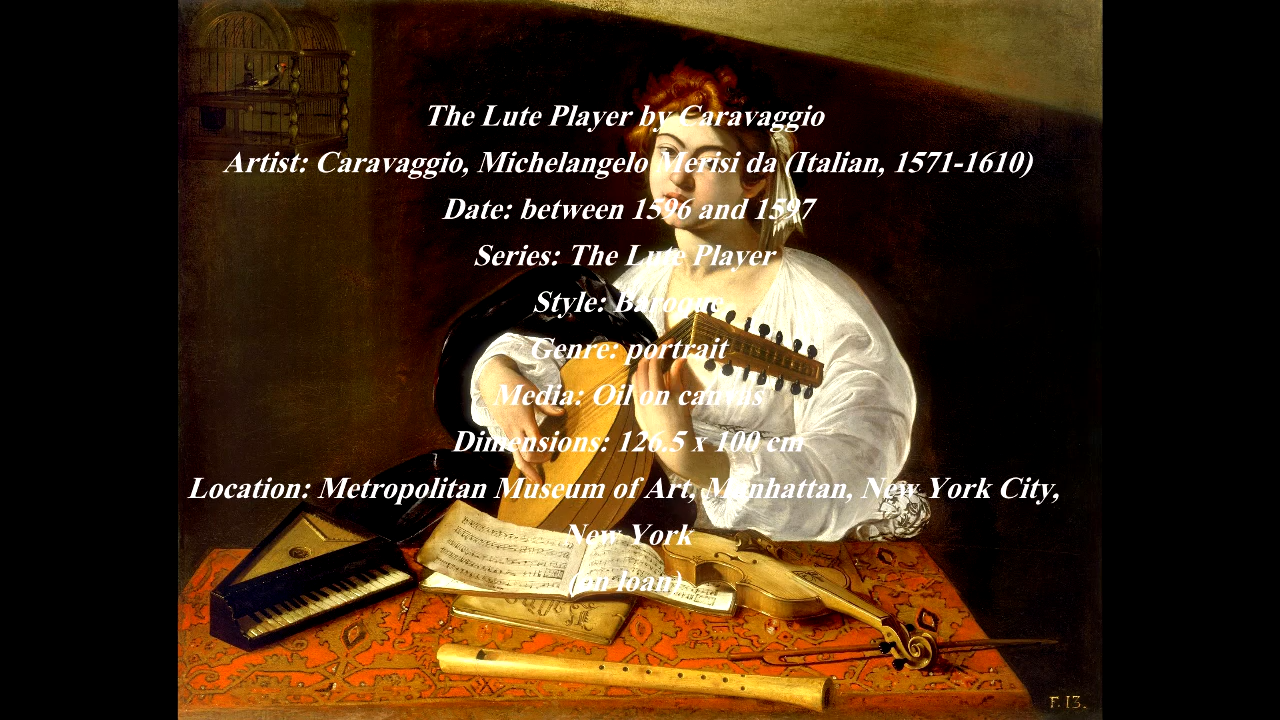 The Lute Player by Caravaggio
Artist: Caravaggio, Michelangelo Merisi da (Italian, 1571-1610)
Date: between 1596 and 1597
Series: The Lute Player
Style: Baroque
Genre: portrait
Media: Oil on canvas
Dimensions: 126.5 x 100 cm
Location: Metropolitan Museum of Art, Manhattan, New York City,
New York
(on loan)
F. 13.